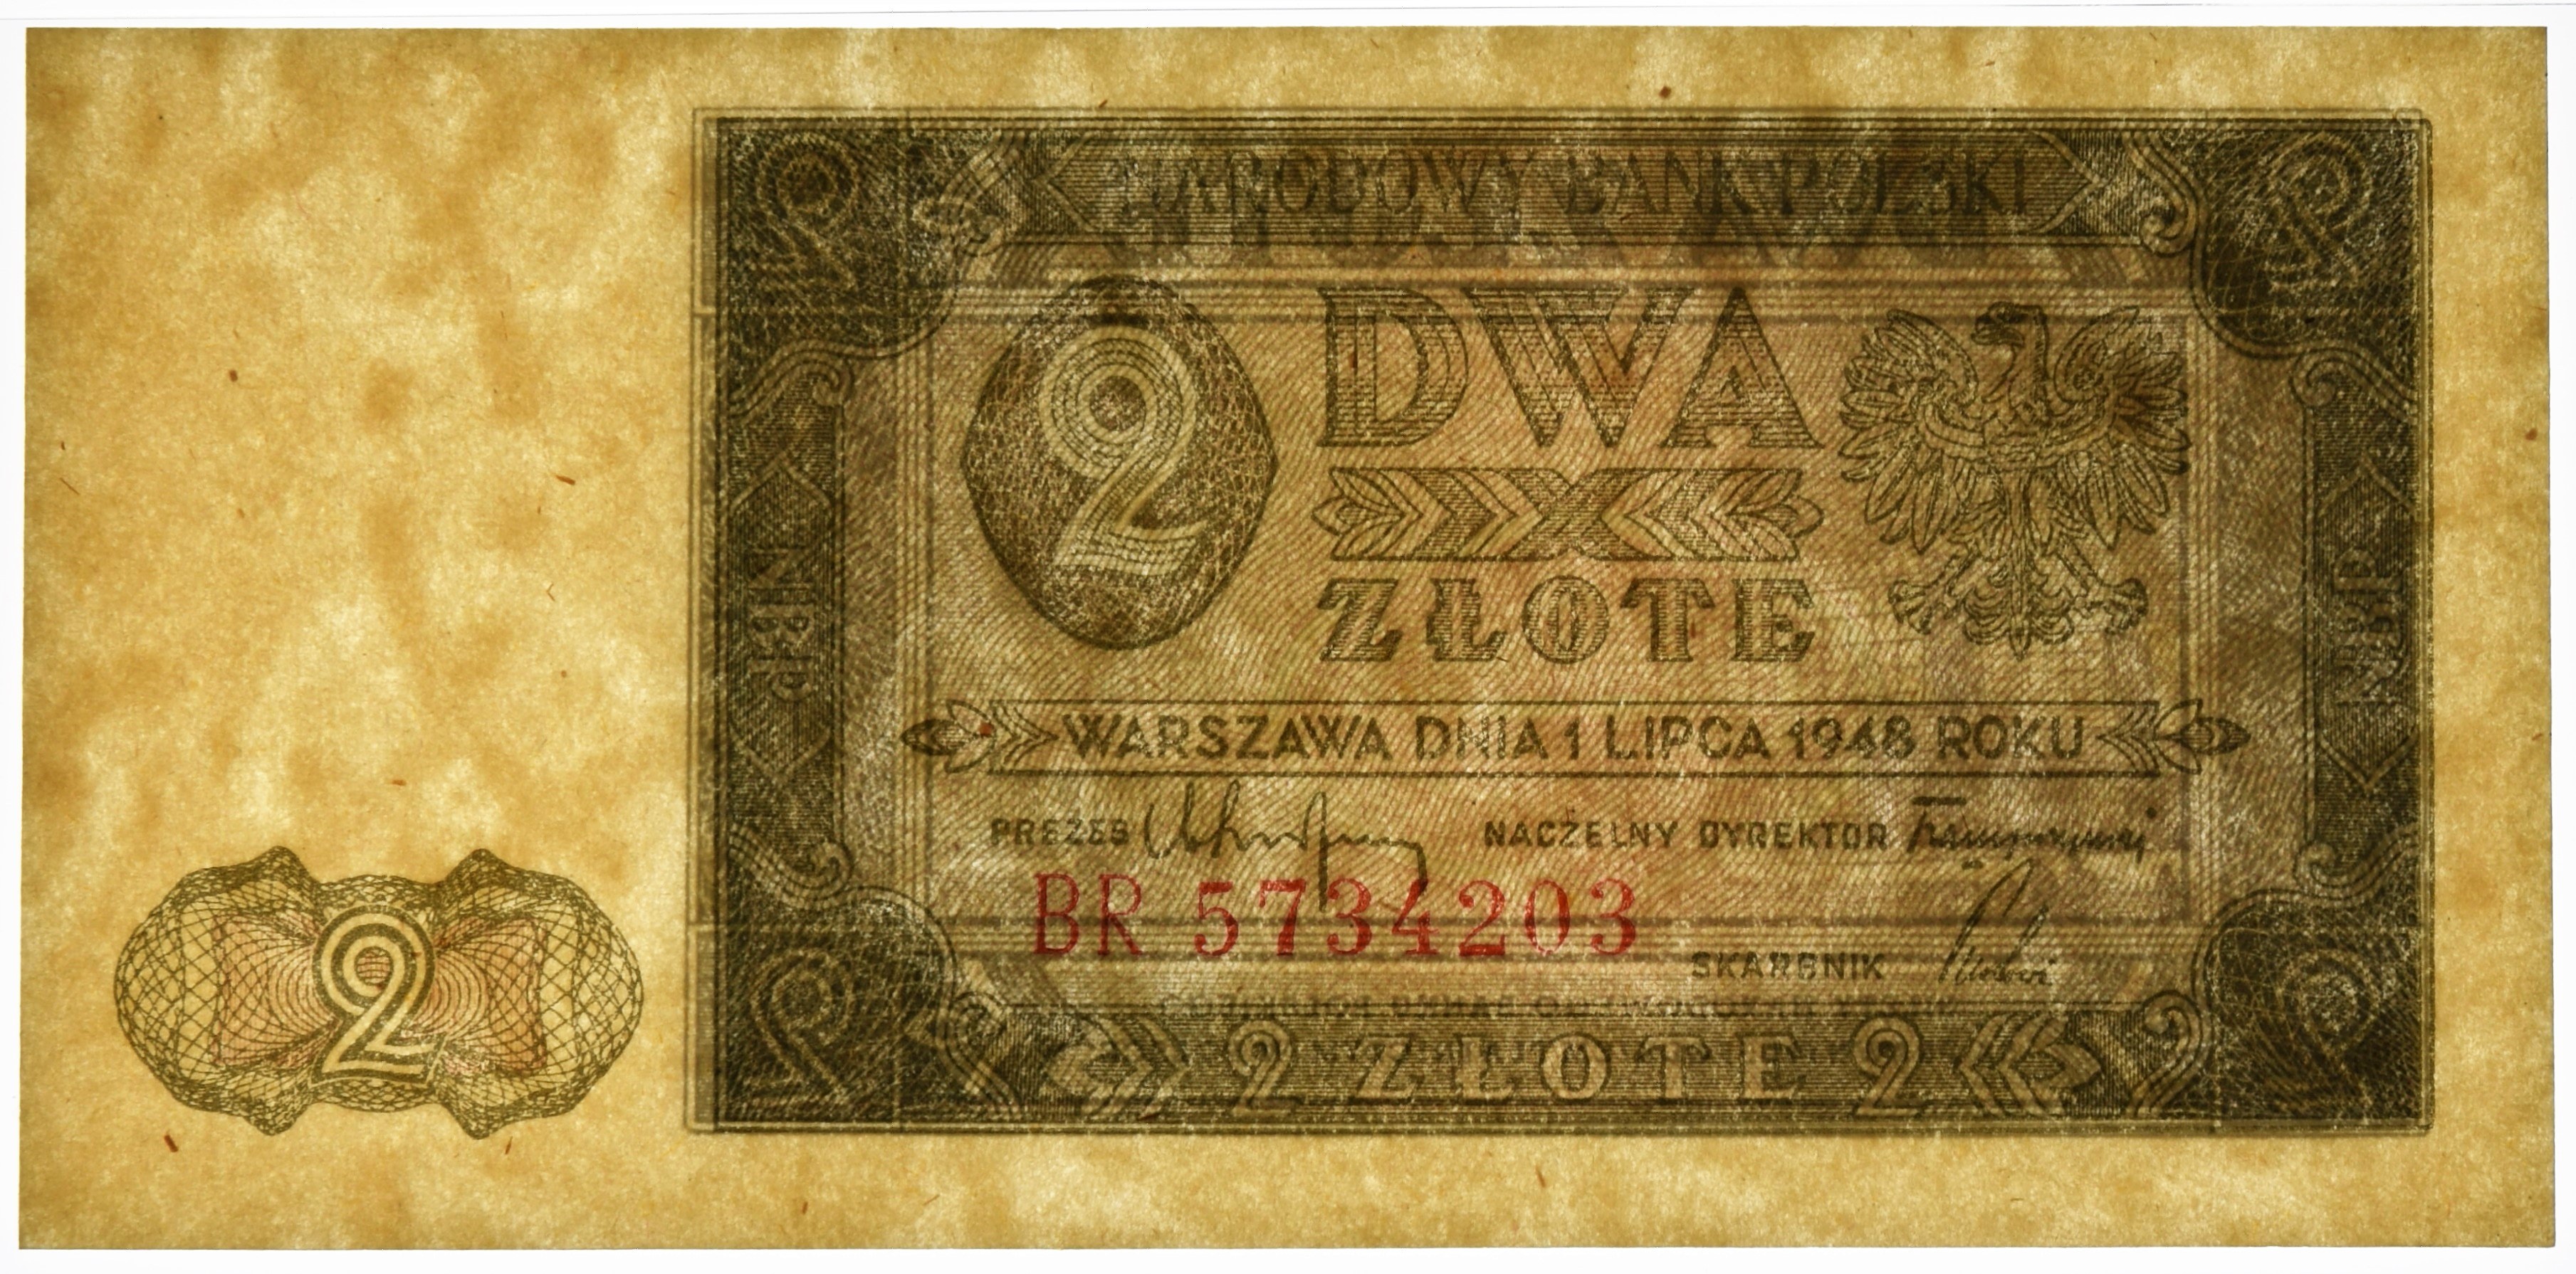 NARODOWY BANK POLSKI
2
DWA
ZŁOTE
NBP
NBP
WARSZAWA DNIA 1 LIPCA 1948 ROKU
PREZES
NACZELNY DYREKTOR
BR 5734203
SKARBNIK
2
2 ZŁOTE 2